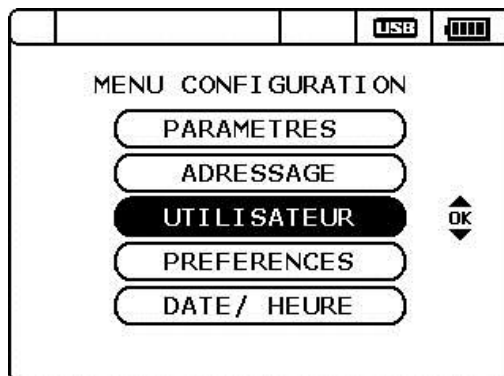 USB
MENU CONFIGURATION
PARAMETRES
ADRESSAGE
UTILISATEUR
OK
PREFERENCES
DATE/ HEURE